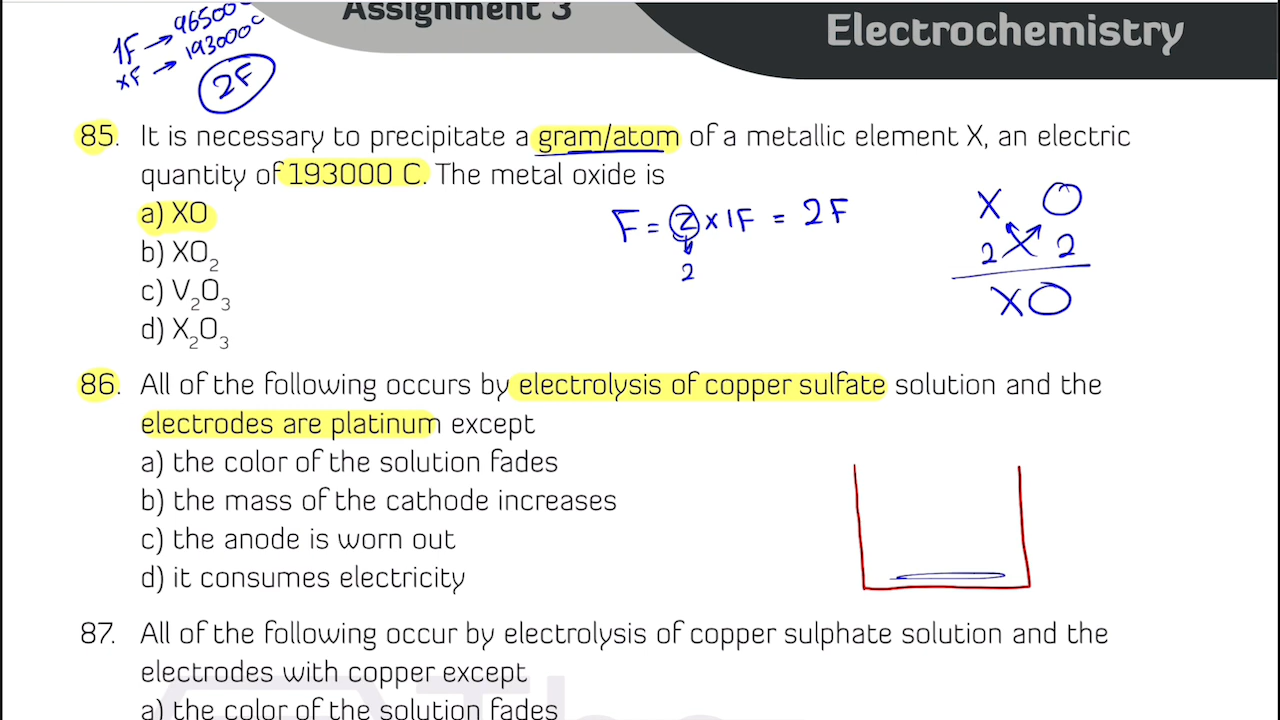 Assignment 3
Electrochemistry
1F → 96500C
xF → 193000C
2F
85. It is necessary to precipitate a gram/atom of a metallic element X, an electric
quantity of 193000 C. The metal oxide is
a) XO
b) XO₂
c) V₂O₃
d) X₂O₃
F = Z × 1F = 2F
2
X O
2 2
XO
86. All of the following occurs by electrolysis of copper sulfate solution and the
electrodes are platinum except
a) the color of the solution fades
b) the mass of the cathode increases
c) the anode is worn out
d) it consumes electricity
87. All of the following occur by electrolysis of copper sulphate solution and the
electrodes with copper except
a) the color of the solution fades